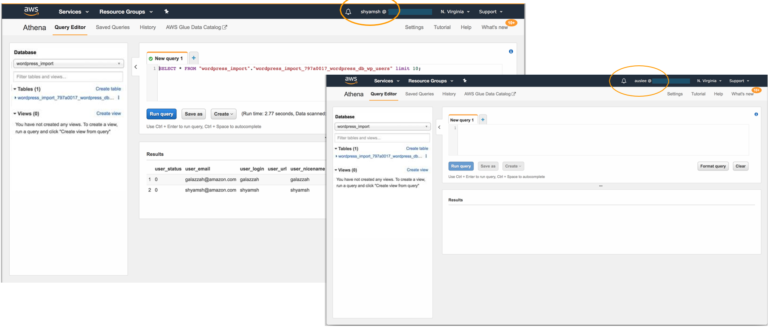 aws Services Resource Groups shyamsh @ N. Virginia Support
Athena Query Editor Saved Queries History AWS Glue Data Catalog Settings Tutorial Help What's new
Database
wordpress_import
Filter tables and views...
Tables (1) Create table
wordpress_import_797a0017_wordpress_db...
Views (0) Create view
You have not created any views. To create a view, run a query and click "Create view from query"
New query 1 +
1 SELECT * FROM "wordpress_import"."wordpress_import_797a0017_wordpress_db_wp_users" limit 10;
Run query Save as Create (Run time: 2.77 seconds, Data scanned
Use Ctrl + Enter to run query, Ctrl + Space to autocomplete
Results
user_status user_email user_login user_url user_nicename
1 0 galazzah@amazon.com galazzah galazzah
2 0 shyamsh@amazon.com shyamsh shyamsh
aws Services Resource Groups @ N. Virginia Support
Athena Query Editor Saved Queries History AWS Glue Data Catalog Settings Tutorial Help What's new
Database
wordpress_import
Filter tables and views...
Tables (1) Create table
wordpress_import_797a0017_wordpress_db...
Views (0) Create view
You have not created any views. To create a view, run a query and click "Create view from query"
New query 1 +
1
Run query Save as Create Format query Clear
Use Ctrl + Enter to run query, Ctrl + Space to autocomplete
Results